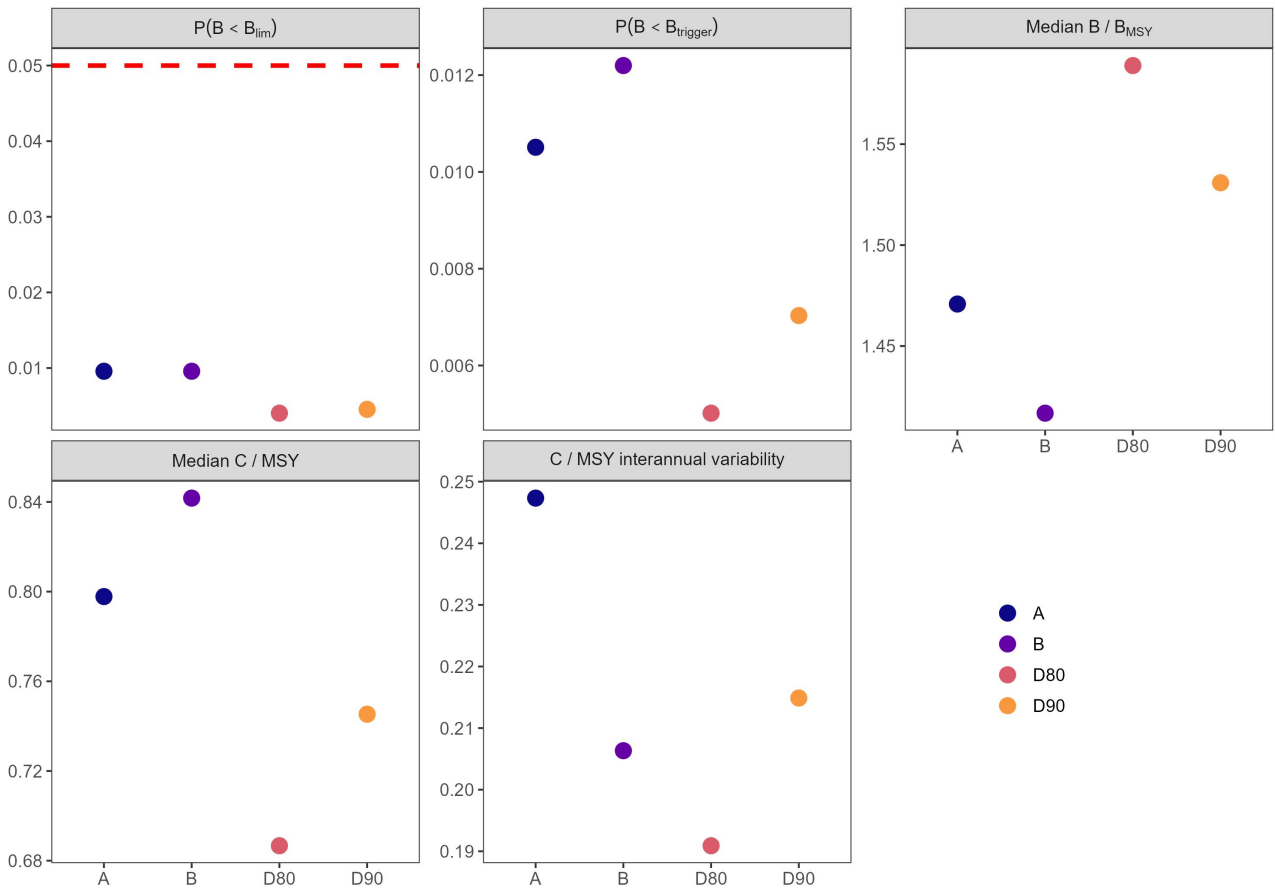 P(B < Blim)
P(B < Btrigger)
Median B / BMSY
0.05
0.04
0.03
0.02
0.01
0.012
0.010
0.008
0.006
1.55
1.50
1.45
A B D80 D90
Median C / MSY
C / MSY interannual variability
0.84
0.80
0.76
0.72
0.68
0.25
0.24
0.23
0.22
0.21
0.20
0.19
A
B
D80
D90
A B D80 D90
A B D80 D90